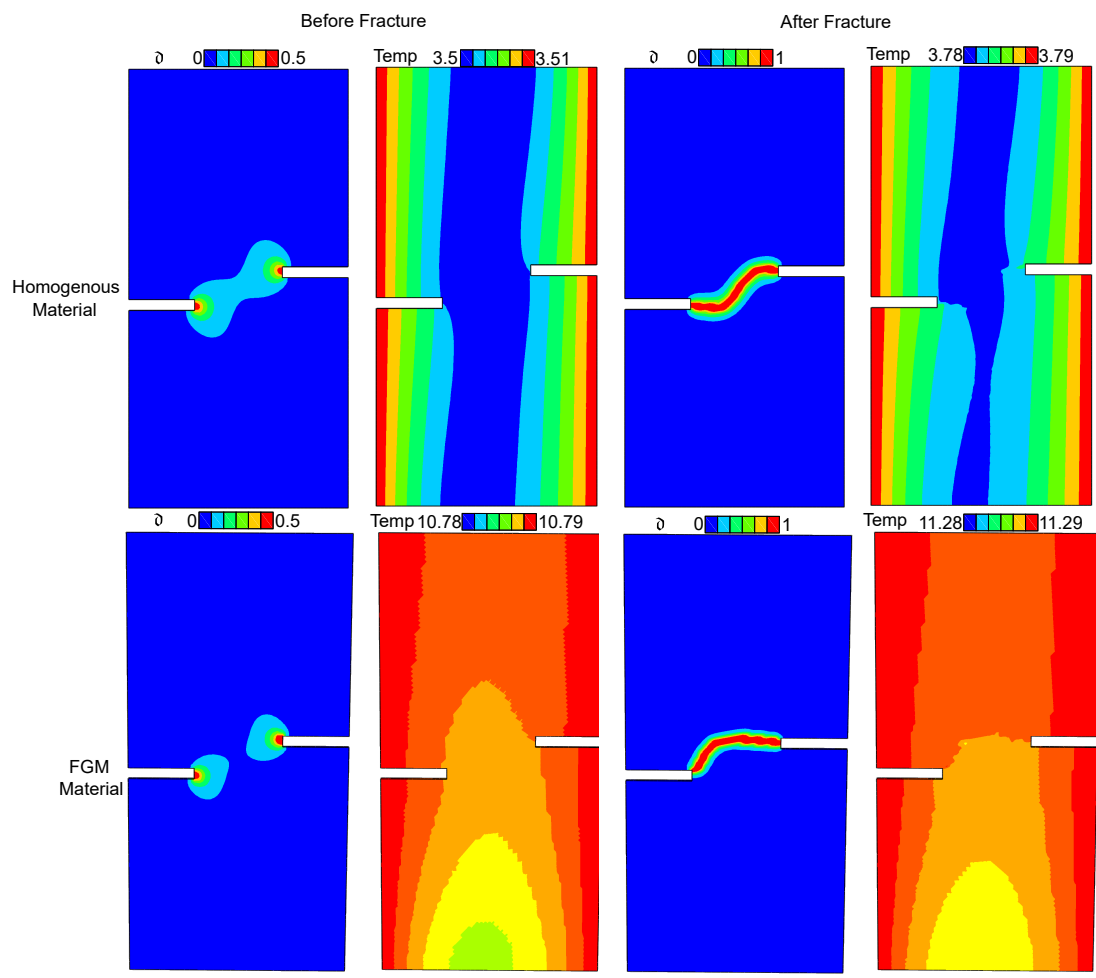 Before Fracture After Fracture
𝔡 0 0.5 Temp 3.5 3.51 𝔡 0 1 Temp 3.78 3.79
Homogenous
Material
𝔡 0 0.5 Temp 10.78 10.79 𝔡 0 1 Temp 11.28 11.29
FGM
Material